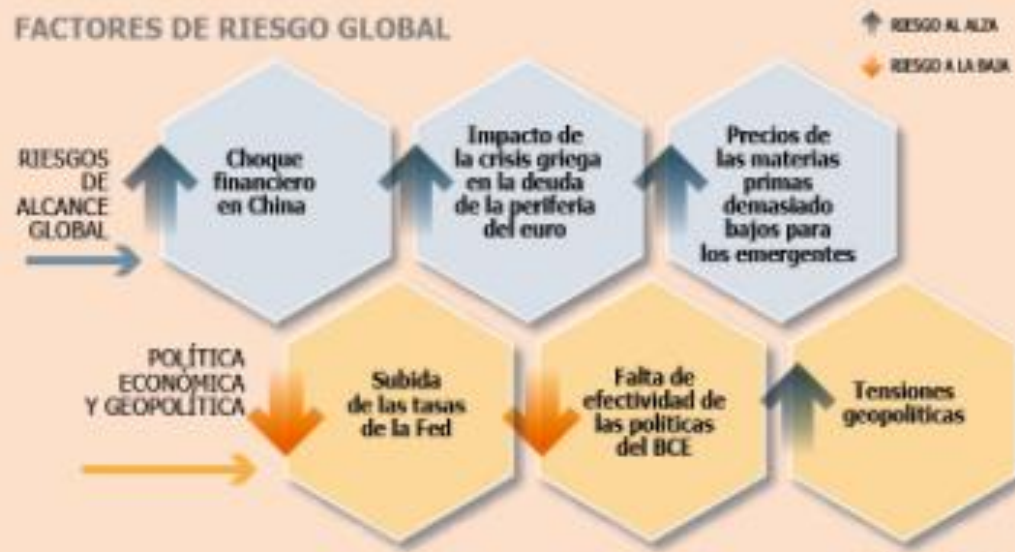 FACTORES DE RIESGO GLOBAL
RIESGO AL ALZA
RIESGO A LA BAJA
RIESGOS
DE
ALCANCE
GLOBAL
Choque
financiero
en China
Impacto de
la crisis griega
en la deuda
de la periferia
del euro
Precios de
las materias
primas
demasiado
bajos para
los emergentes
POLÍTICA
ECONÓMICA
Y GEOPOLÍTICA
Subida
de las tasas
de la Fed
Falta de
efectividad de
las políticas
del BCE
Tensiones
geopolíticas